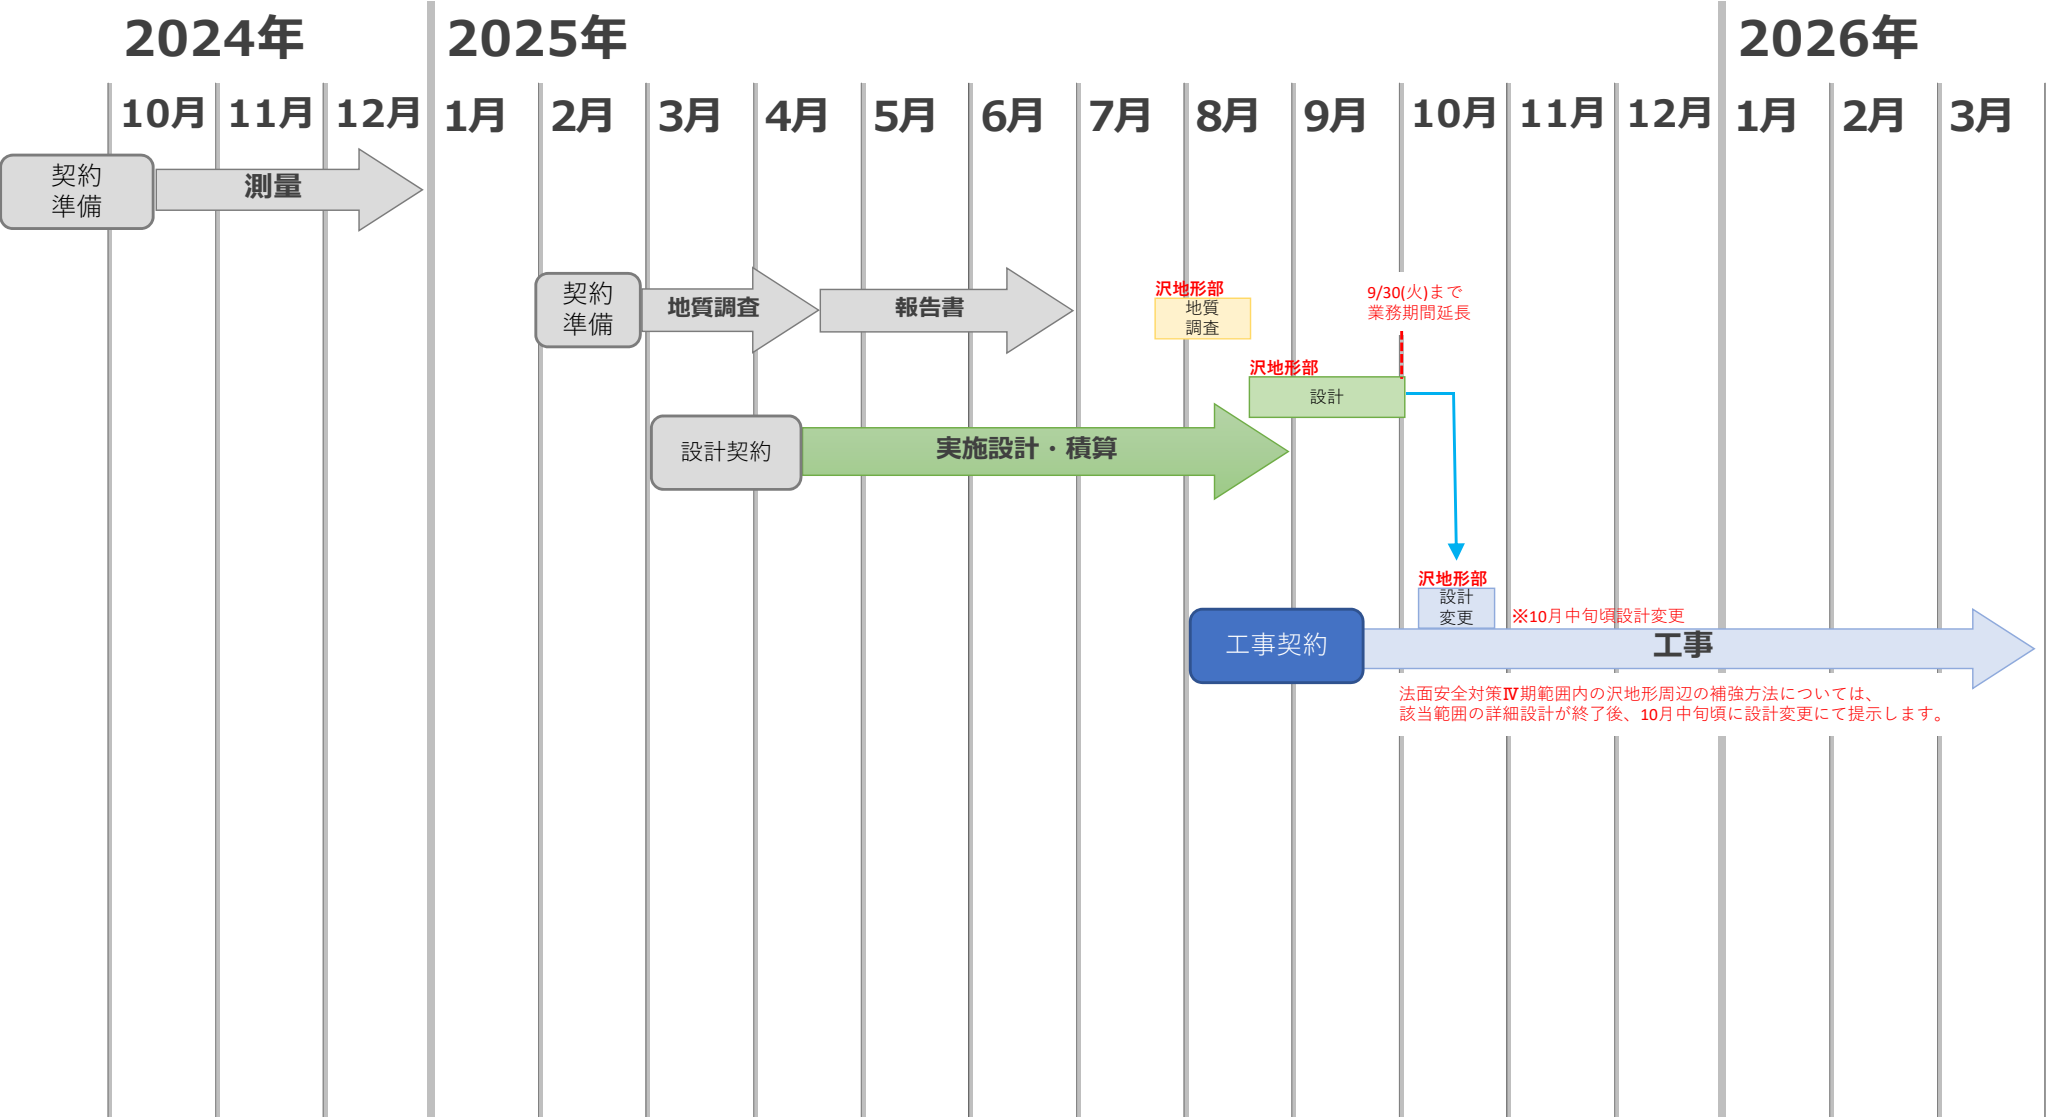 2024年
2025年
2026年
10月
11月
12月
1月
2月
3月
4月
5月
6月
7月
8月
9月
10月
11月
12月
1月
2月
3月
契約
準備
測量
契約
準備
地質調査
報告書
沢地形部
地質
調査
9/30(火)まで
業務期間延長
沢地形部
設計
設計契約
実施設計・積算
沢地形部
設計
変更
※10月中旬頃設計変更
工事契約
工事
法面安全対策Ⅳ期範囲内の沢地形周辺の補強方法については、
該当範囲の詳細設計が終了後、10月中旬頃に設計変更にて提示します。